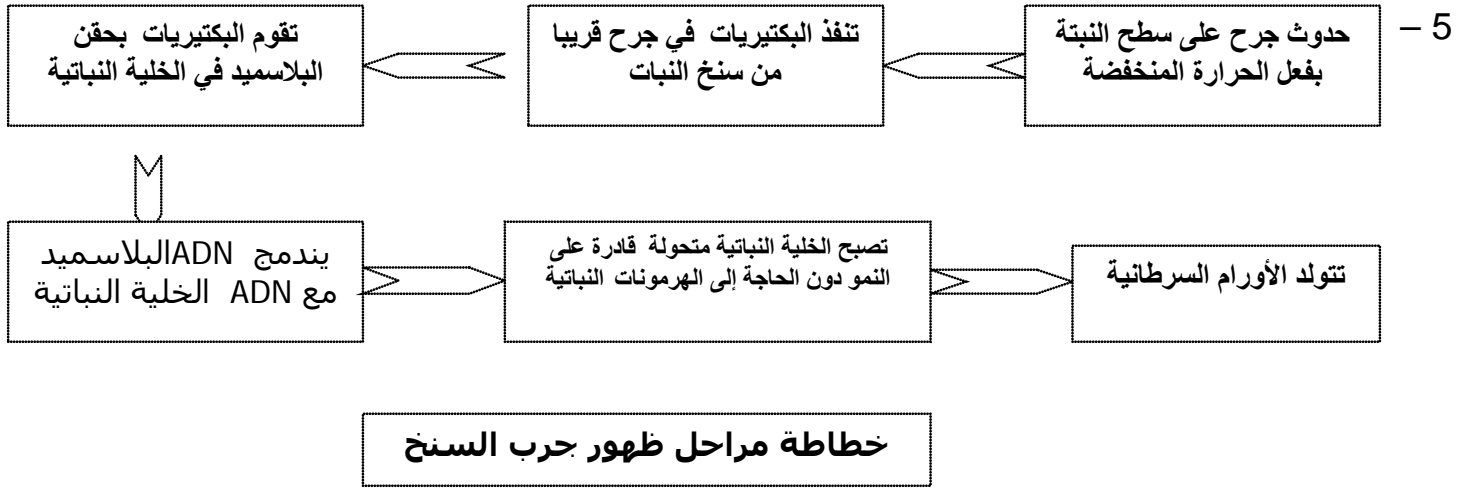 5 –
حدوث جرح على سطح النبتة
بفعل الحرارة المنخفضة
تنفذ البكتيريات في جرح قريبا
من سنخ النبات
تقوم البكتيريات بحقن
البلاسميد في الخلية النباتية
يندمج ADNالبلاسميد
مع ADN الخلية النباتية
تصبح الخلية النباتية متحولة قادرة على
النمو دون الحاجة إلى الهرمونات النباتية
تتولد الأورام السرطانية
خطاطة مراحل ظهور جرب السنخ